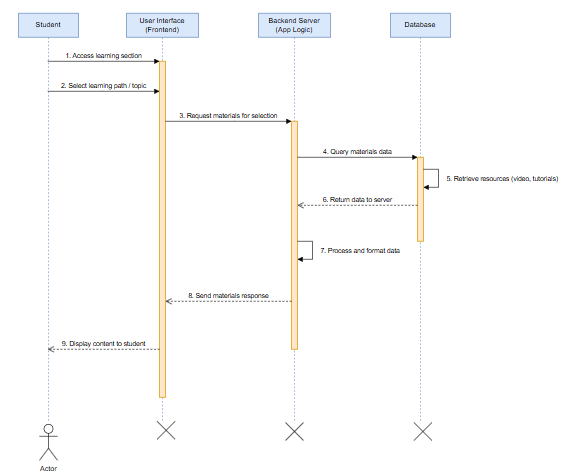 Student
User Interface
(Frontend)
Backend Server
(App Logic)
Database
1. Access learning section
2. Select learning path / topic
3. Request materials for selection
4. Query materials data
5. Retrieve resources (video, tutorials)
6. Return data to server
7. Process and format data
8. Send materials response
9. Display content to student
Actor